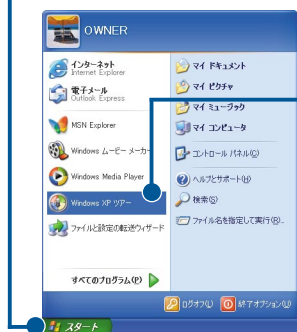 OWNER
インターネット
Internet Explorer
電子メール
Outlook Express
MSN Explorer
Windows ムービー メーカー
Windows Media Player
Windows XP ツアー
ファイルと設定の転送ウィザード
すべてのプログラム(P)
マイ ドキュメント
マイ ピクチャ
マイ ミュージック
マイ コンピュータ
コントロール パネル(C)
ヘルプとサポート(H)
検索(S)
ファイル名を指定して実行(R)...
ログオフ(L)
終了オプション(U)
スタート